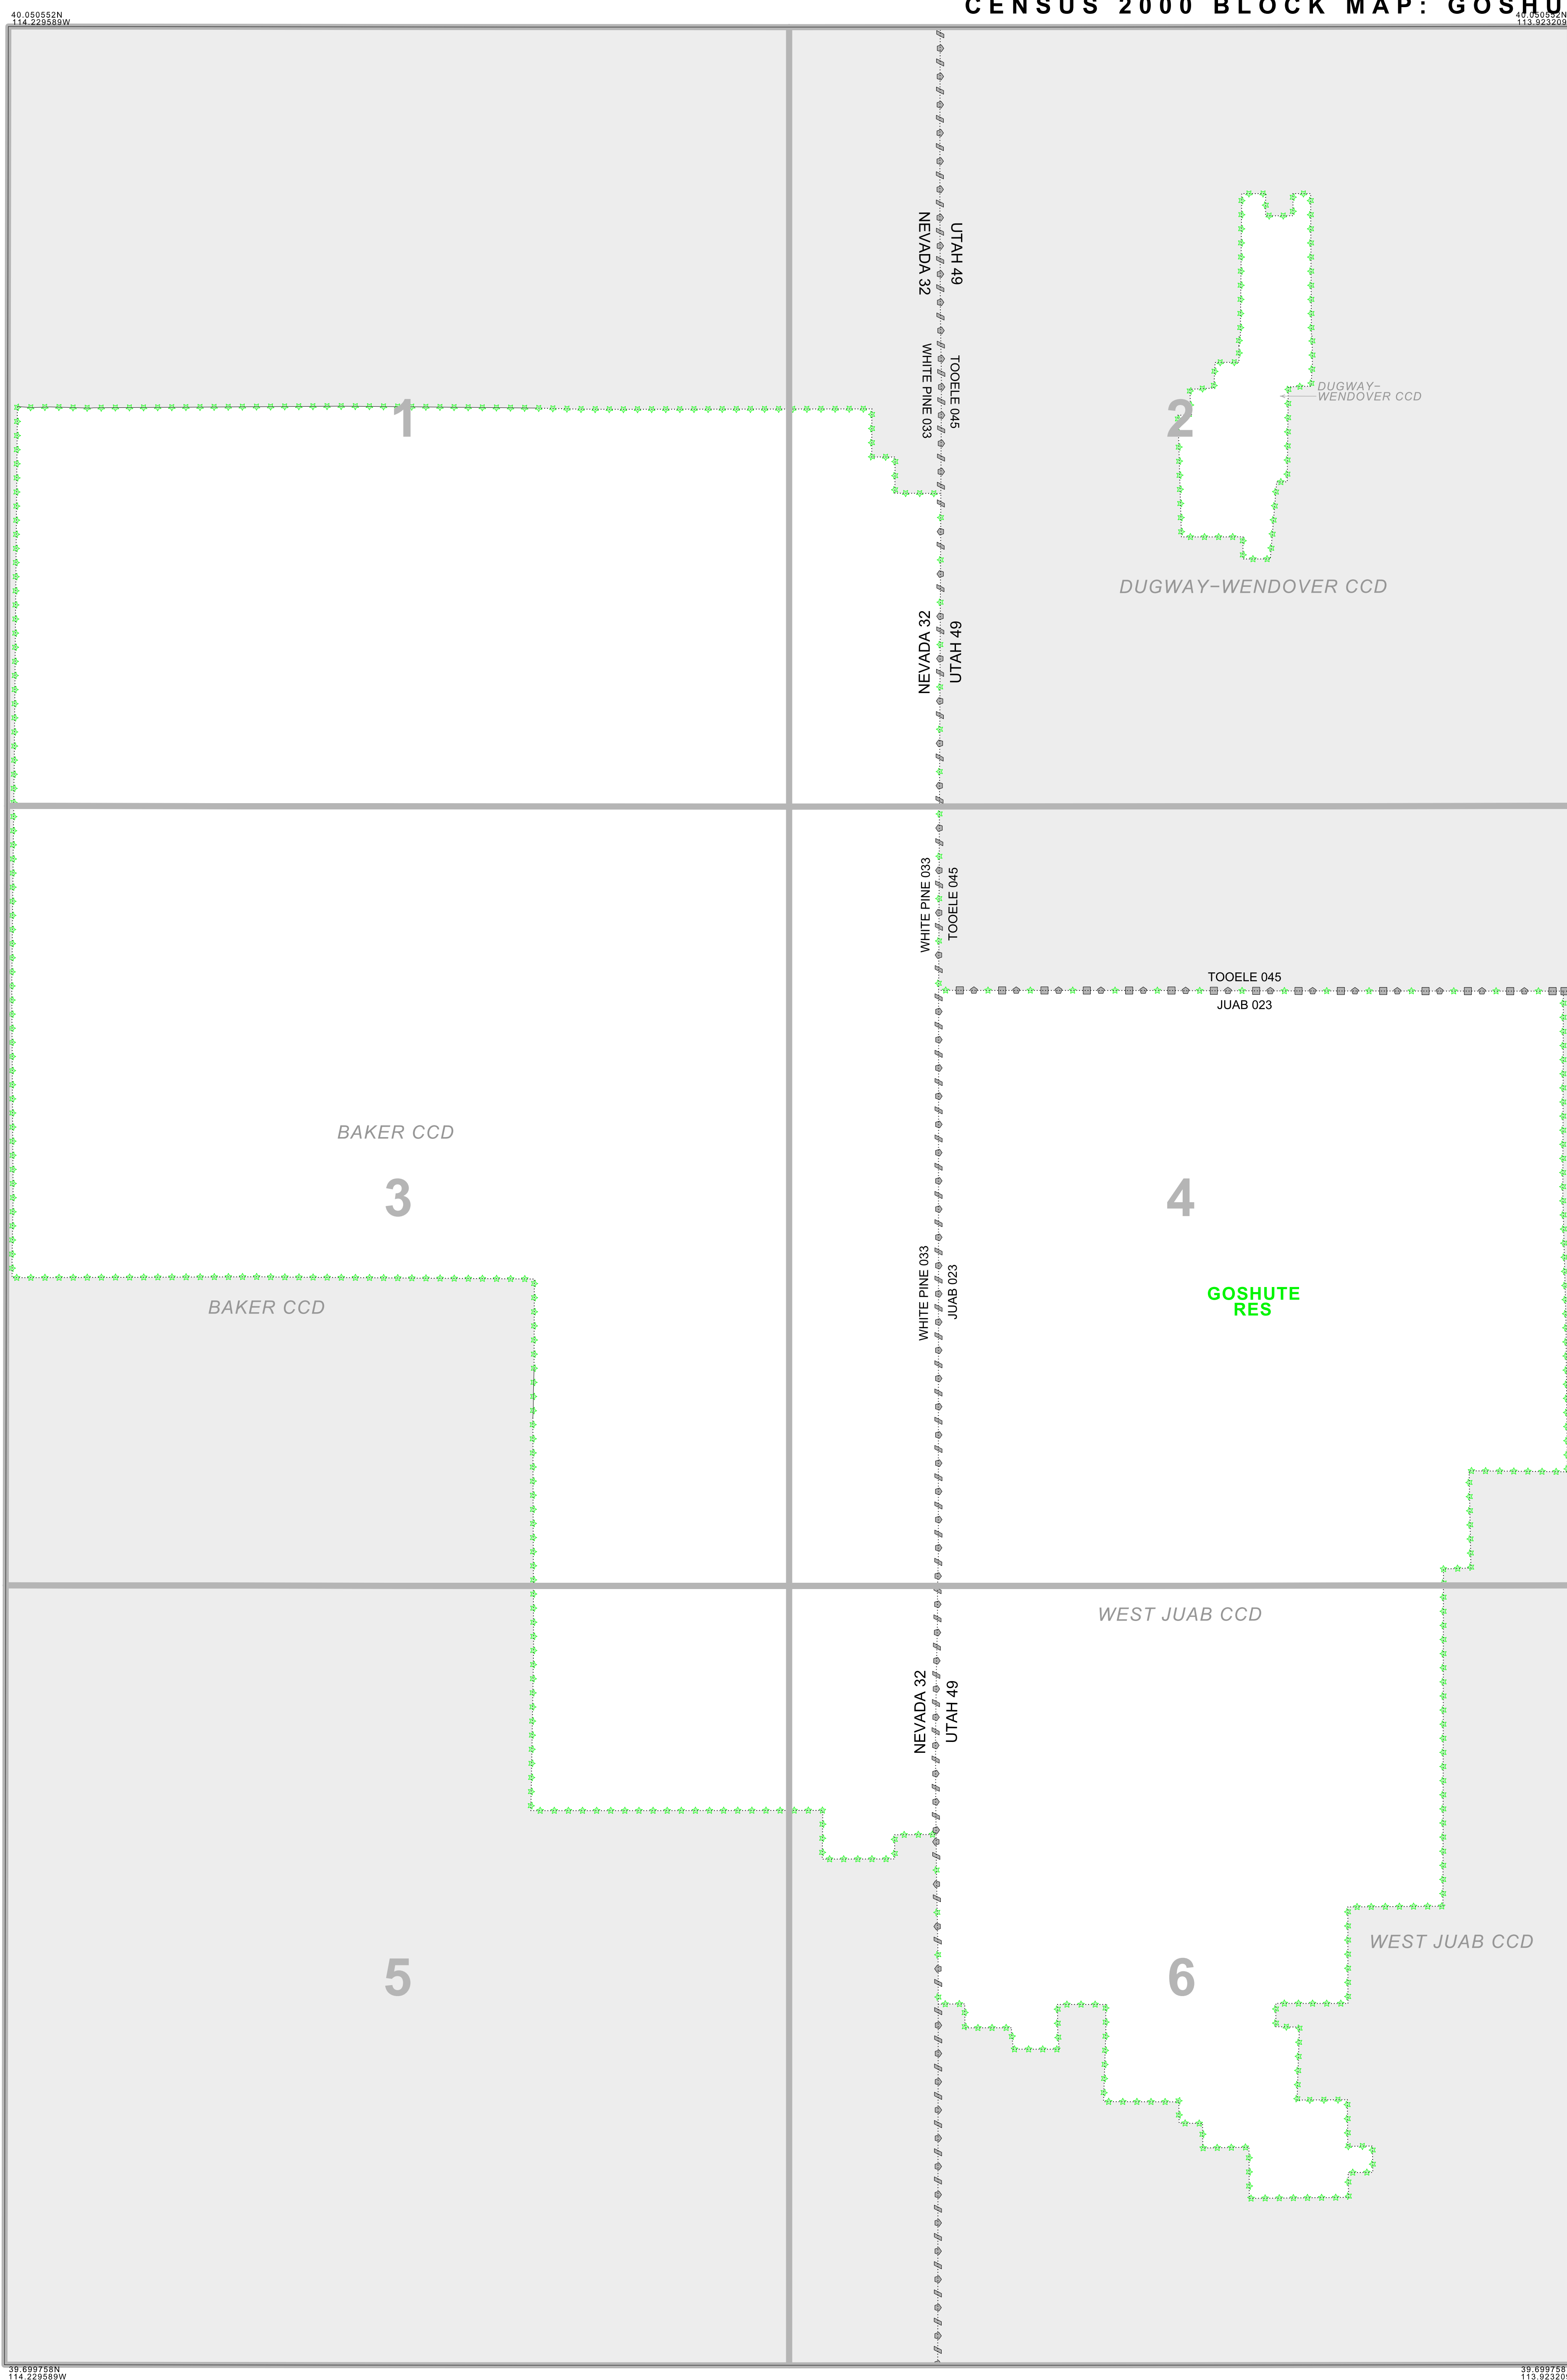 CENSUS 2000 BLOCK MAP: GOSHU
40.050552N
114.229589W
40.050552N
113.923209
NEVADA 32
UTAH 49
WHITE PINE 033
TOOELE 045
1
2
DUGWAY–
WENDOVER CCD
DUGWAY–WENDOVER CCD
NEVADA 32
UTAH 49
WHITE PINE 033
TOOELE 045
TOOELE 045
JUAB 023
BAKER CCD
3
4
WHITE PINE 033
JUAB 023
GOSHUTE
RES
BAKER CCD
WEST JUAB CCD
NEVADA 32
UTAH 49
WEST JUAB CCD
5
6
39.699758N
114.229589W
39.699758
113.92320